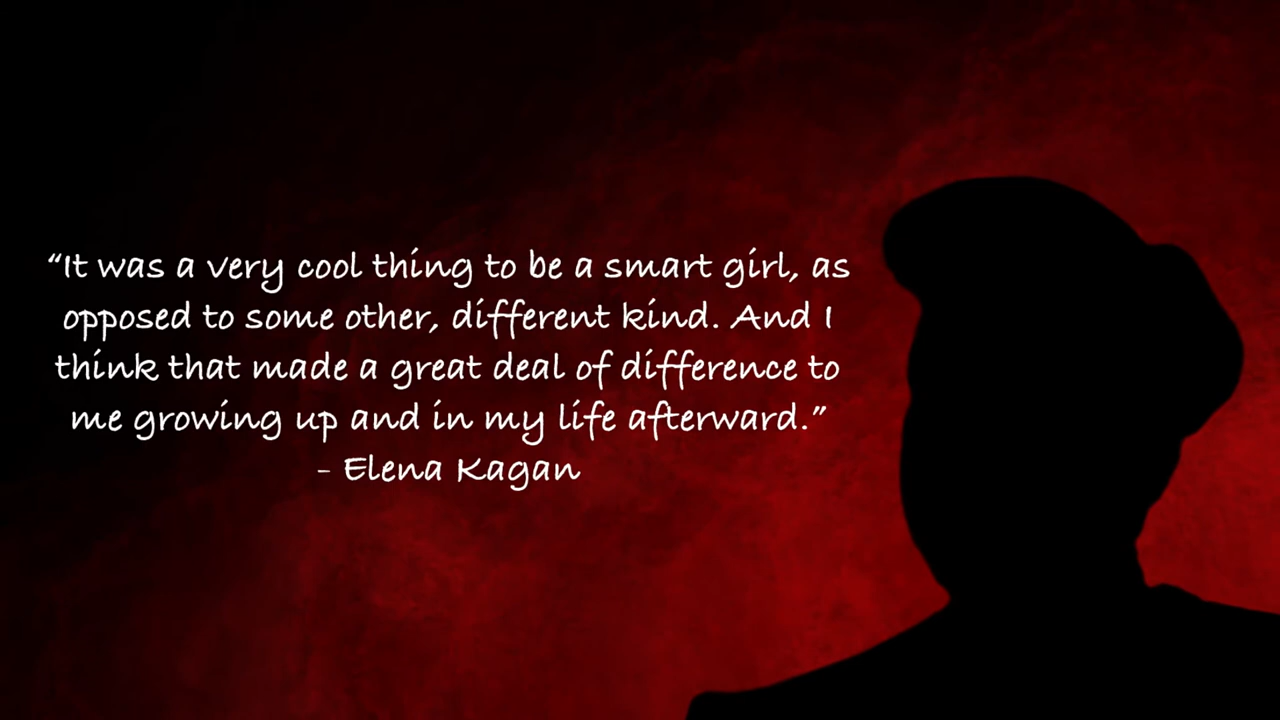 “It was a very cool thing to be a smart girl, as
opposed to some other, different kind. And I
think that made a great deal of difference to
me growing up and in my life afterward.”
- Elena Kagan